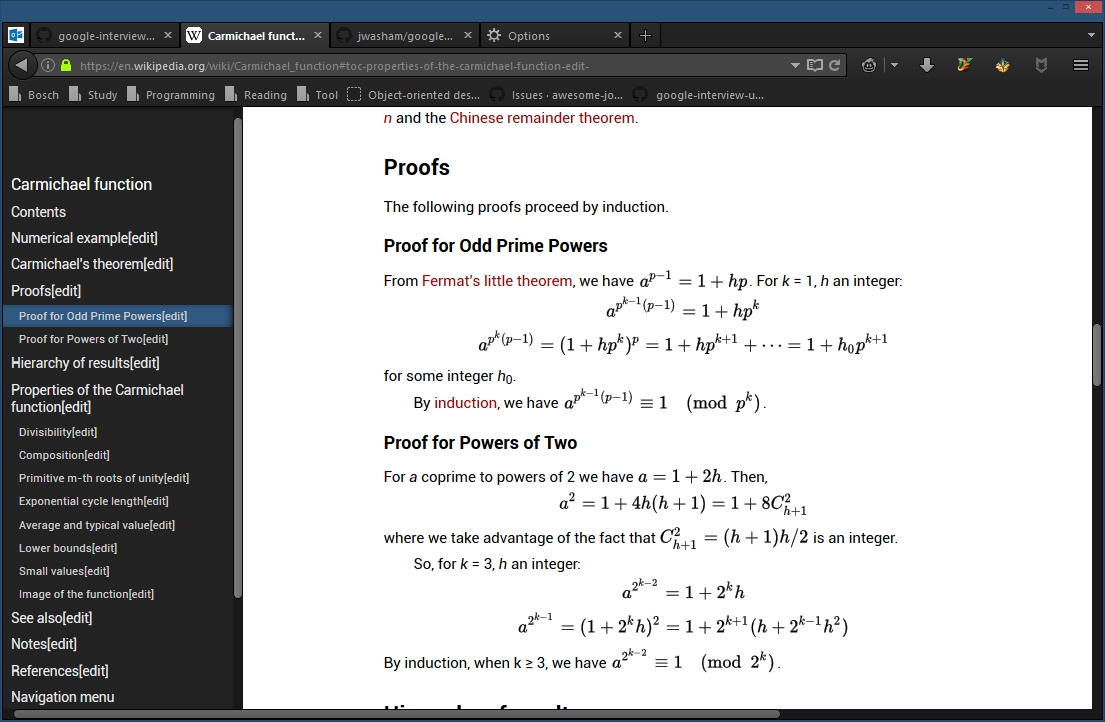 google-interview...
Carmichael funct...
jwasham/google...
Options
https://en.wikipedia.org/wiki/Carmichael_function#toc-properties-of-the-carmichael-function-edit-
Bosch Study Programming Reading Tool Object-oriented des... Issues · awesome-jo... google-interview-u...
Carmichael function
Contents
Numerical example[edit]
Carmichael's theorem[edit]
Proofs[edit]
Proof for Odd Prime Powers[edit]
Proof for Powers of Two[edit]
Hierarchy of results[edit]
Properties of the Carmichael
function[edit]
Divisibility[edit]
Composition[edit]
Primitive m-th roots of unity[edit]
Exponential cycle length[edit]
Average and typical value[edit]
Lower bounds[edit]
Small values[edit]
Image of the function[edit]
See also[edit]
Notes[edit]
References[edit]
Navigation menu
n and the Chinese remainder theorem.
Proofs
The following proofs proceed by induction.
Proof for Odd Prime Powers
From Fermat's little theorem, we have a^{p−1} = 1 + hp. For k = 1, h an integer:
a^{p^{k−1}(p−1)} = 1 + hp^k
a^{p^k(p−1)} = (1 + hp^k)^p = 1 + hp^{k+1} + ⋯ = 1 + h_0p^{k+1}
for some integer h₀.
By induction, we have a^{p^{k−1}(p−1)} ≡ 1 (mod p^k).
Proof for Powers of Two
For a coprime to powers of 2 we have a = 1 + 2h. Then,
a^2 = 1 + 4h(h + 1) = 1 + 8C^2_{h+1}
where we take advantage of the fact that C^2_{h+1} = (h + 1)h/2 is an integer.
So, for k = 3, h an integer:
a^{2^{k−2}} = 1 + 2^k h
a^{2^{k−1}} = (1 + 2^k h)^2 = 1 + 2^{k+1}(h + 2^{k−1}h^2)
By induction, when k ≥ 3, we have a^{2^{k−2}} ≡ 1 (mod 2^k).